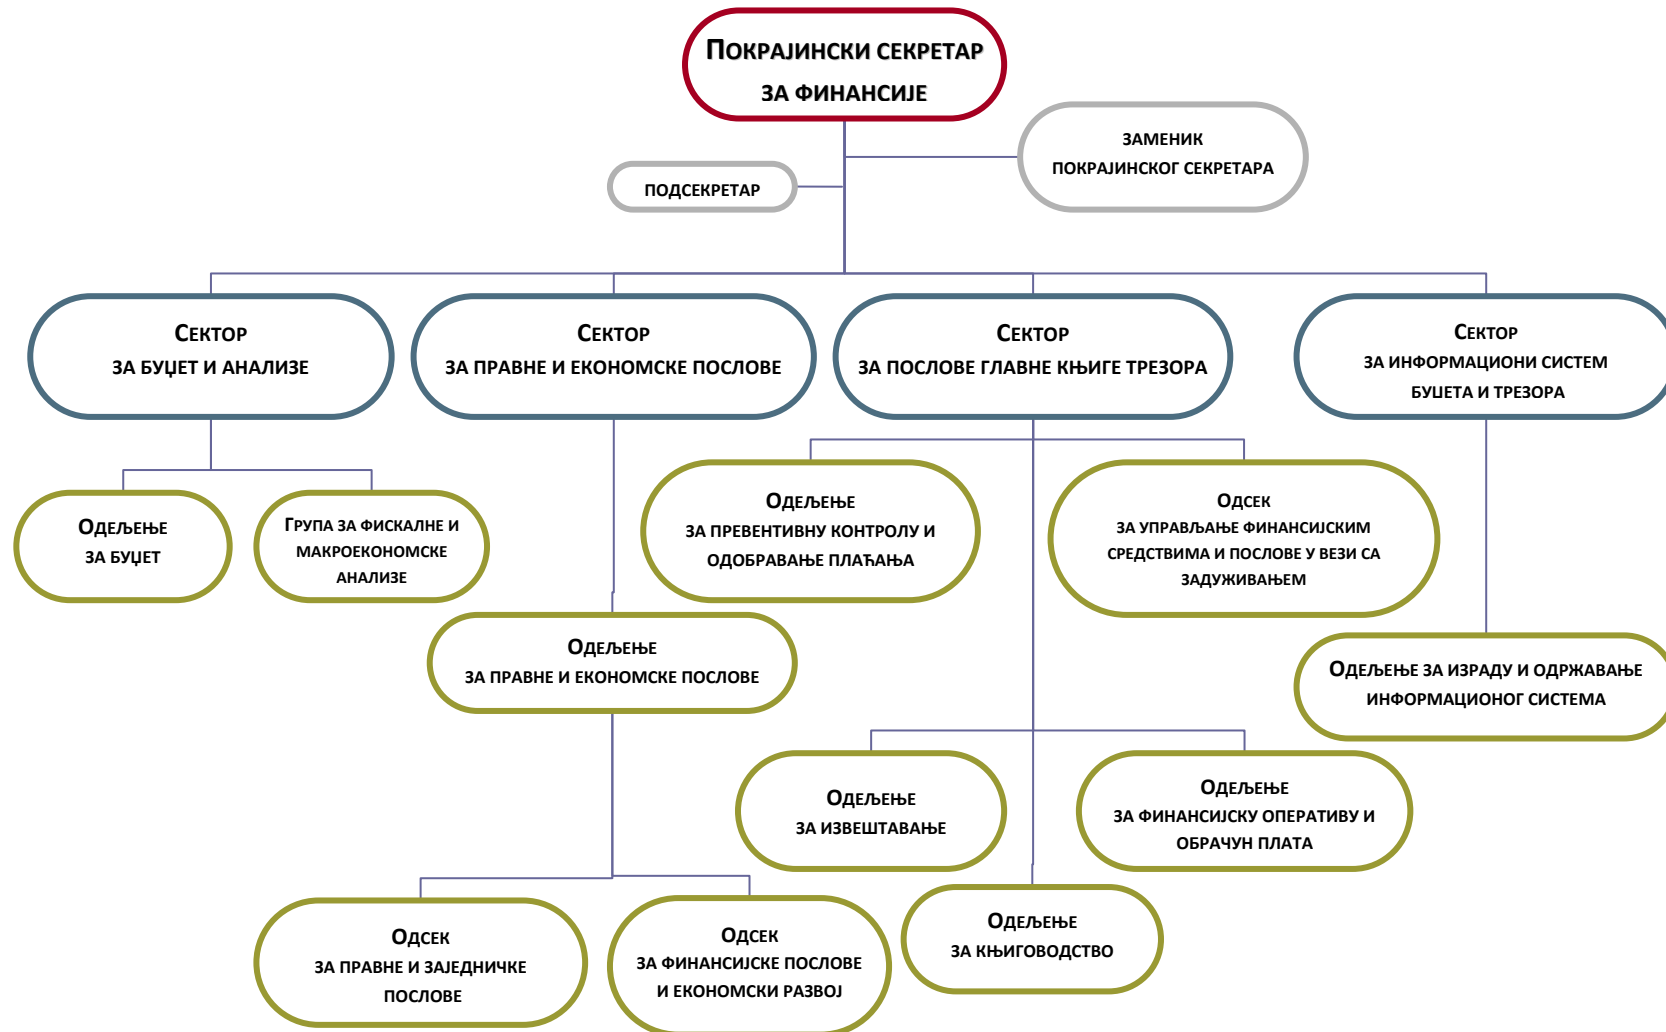 ПОКРАЈИНСКИ СЕКРЕТАР
ЗА ФИНАНСИЈЕ
ЗАМЕНИК
ПОКРАЈИНСКОГ СЕКРЕТАРА
ПОДСЕКРЕТАР
СЕКТОР
ЗА БУЏЕТ И АНАЛИЗЕ
СЕКТОР
ЗА ПРАВНЕ И ЕКОНОМСКЕ ПОСЛОВЕ
СЕКТОР
ЗА ПОСЛОВЕ ГЛАВНЕ КЊИГЕ ТРЕЗОРА
СЕКТОР
ЗА ИНФОРМАЦИОНИ СИСТЕМ
БУЏЕТА И ТРЕЗОРА
ОДЕЉЕЊЕ
ЗА БУЏЕТ
ГРУПА ЗА ФИСКАЛНЕ И
МАКРОЕКОНОМСКЕ
АНАЛИЗЕ
ОДЕЉЕЊЕ
ЗА ПРЕВЕНТИВНУ КОНТРОЛУ И
ОДОБРАВАЊЕ ПЛАЋАЊА
ОДСЕК
ЗА УПРАВЉАЊЕ ФИНАНСИЈСКИМ
СРЕДСТВИМА И ПОСЛОВЕ У ВЕЗИ СА
ЗАДУЖИВАЊЕМ
ОДЕЉЕЊЕ
ЗА ПРАВНЕ И ЕКОНОМСКЕ ПОСЛОВЕ
ОДЕЉЕЊЕ ЗА ИЗРАДУ И ОДРЖАВАЊЕ
ИНФОРМАЦИОНОГ СИСТЕМА
ОДЕЉЕЊЕ
ЗА ИЗВЕШТАВАЊЕ
ОДЕЉЕЊЕ
ЗА ФИНАНСИЈСКУ ОПЕРАТИВУ И
ОБРАЧУН ПЛАТА
ОДСЕК
ЗА ПРАВНЕ И ЗАЈЕДНИЧКЕ
ПОСЛОВЕ
ОДСЕК
ЗА ФИНАНСИЈСКЕ ПОСЛОВЕ
И ЕКОНОМСКИ РАЗВОЈ
ОДЕЉЕЊЕ
ЗА КЊИГОВОДСТВО